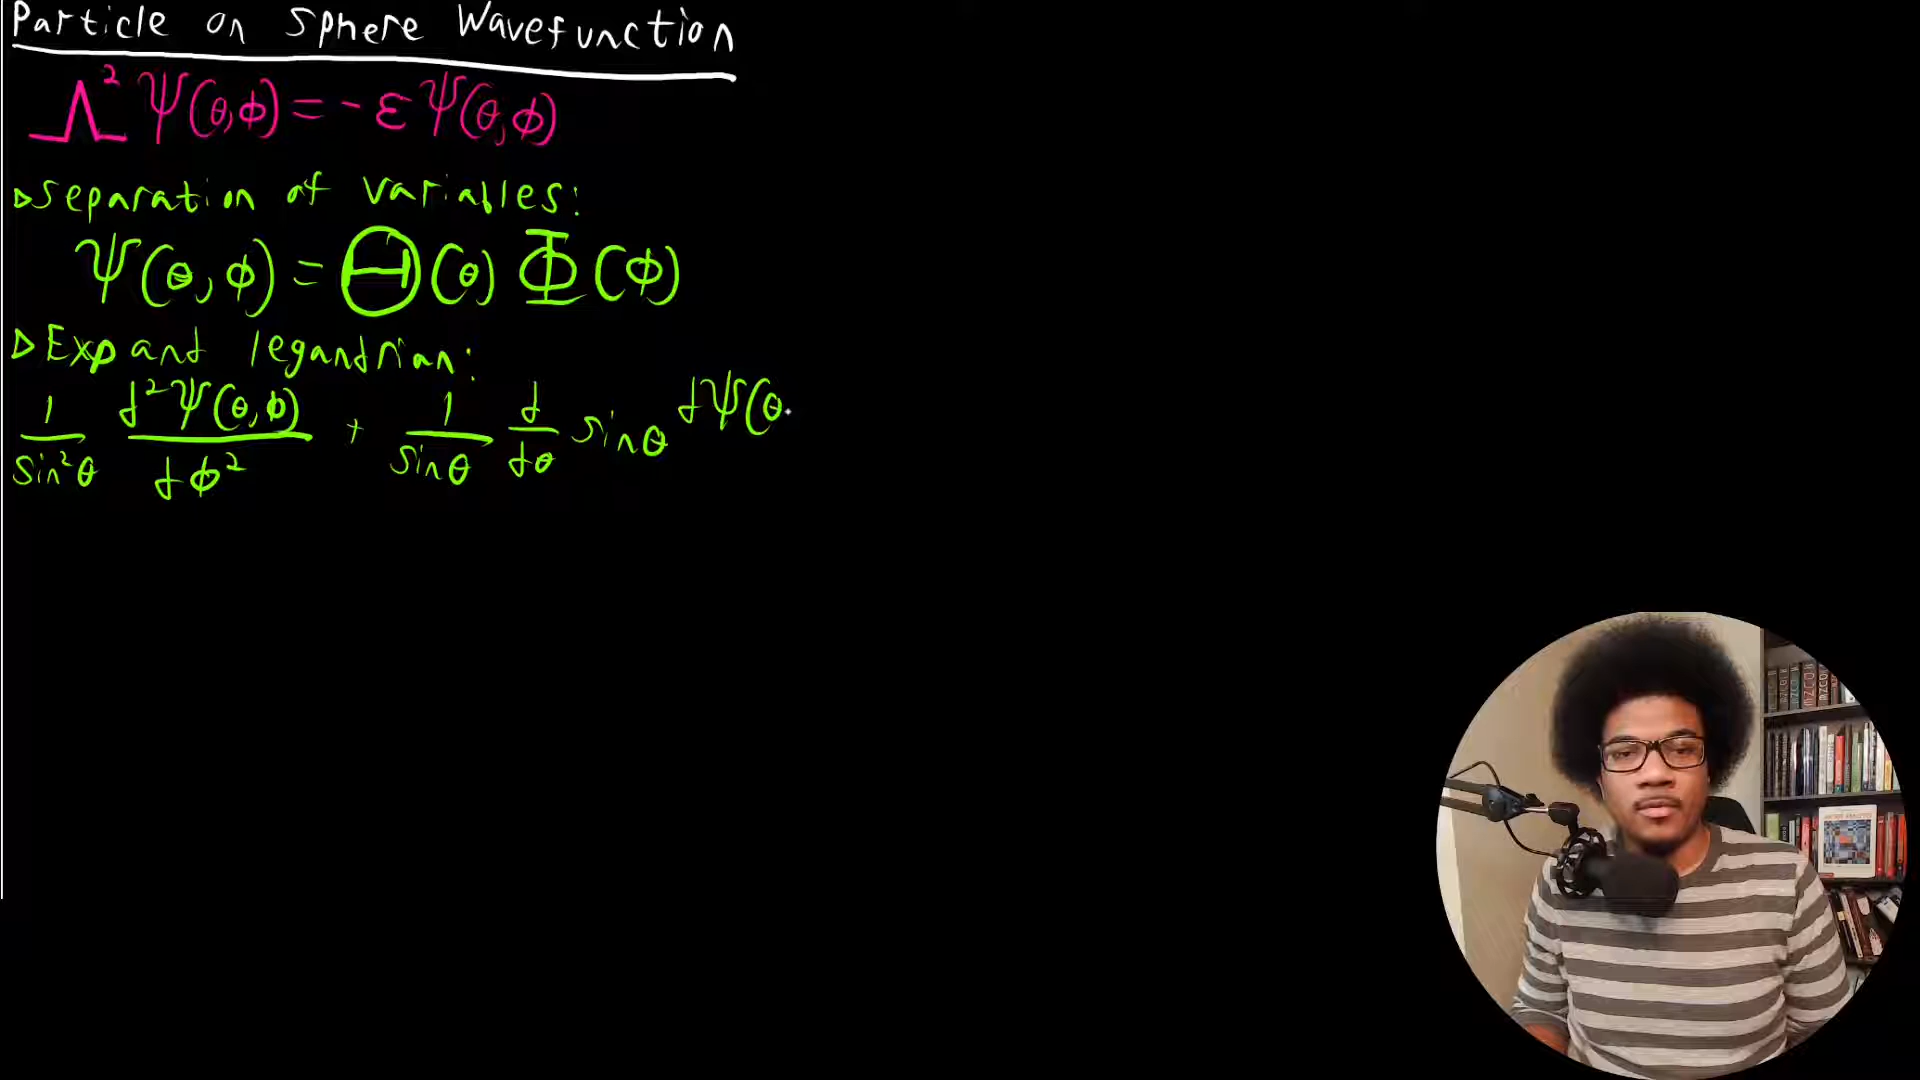 Particle on Sphere Wavefunction
Λ² Ψ(θ,ϕ) = - ε Ψ(θ,ϕ)
▷Separation of variables:
Ψ(θ,ϕ) = Θ(θ) Φ(ϕ)
▷Expand legandrian:
1/sin²θ d²Ψ(θ,ϕ)/dϕ² + 1/sinθ d/dθ sinθ dΨ(θ